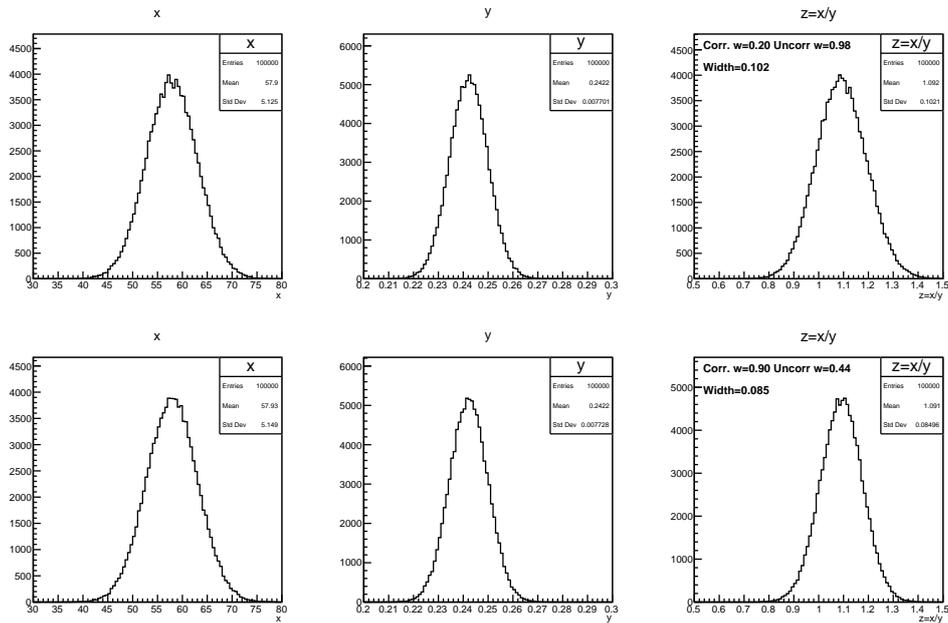 x
x
Entries 100000
Mean 57.9
Std Dev 5.125
4500
4000
3500
3000
2500
2000
1500
1000
500
0
30 35 40 45 50 55 60 65 70 75 80
x
y
y
Entries 100000
Mean 0.2422
Std Dev 0.007701
6000
5000
4000
3000
2000
1000
0
0.2 0.21 0.22 0.23 0.24 0.25 0.26 0.27 0.28 0.29 0.3
y
z=x/y
Corr. w=0.20 Uncorr w=0.98
Width=0.102
z=x/y
Entries 100000
Mean 1.092
Std Dev 0.1021
4500
4000
3500
3000
2500
2000
1500
1000
500
0
0.5 0.6 0.7 0.8 0.9 1 1.1 1.2 1.3 1.4 1.5
z=x/y
x
x
Entries 100000
Mean 57.93
Std Dev 5.149
4500
4000
3500
3000
2500
2000
1500
1000
500
0
30 35 40 45 50 55 60 65 70 75 80
x
y
y
Entries 100000
Mean 0.2422
Std Dev 0.007728
6000
5000
4000
3000
2000
1000
0
0.2 0.21 0.22 0.23 0.24 0.25 0.26 0.27 0.28 0.29 0.3
y
z=x/y
Corr. w=0.90 Uncorr w=0.44
Width=0.085
z=x/y
Entries 100000
Mean 1.091
Std Dev 0.08496
5000
4000
3000
2000
1000
0
0.5 0.6 0.7 0.8 0.9 1 1.1 1.2 1.3 1.4 1.5
z=x/y